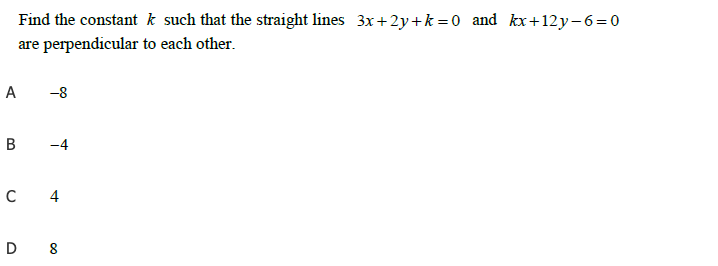 Find the constant k such that the straight lines 3x+2y+k=0 and kx+12y−6=0
are perpendicular to each other.
A −8
B −4
C 4
D 8